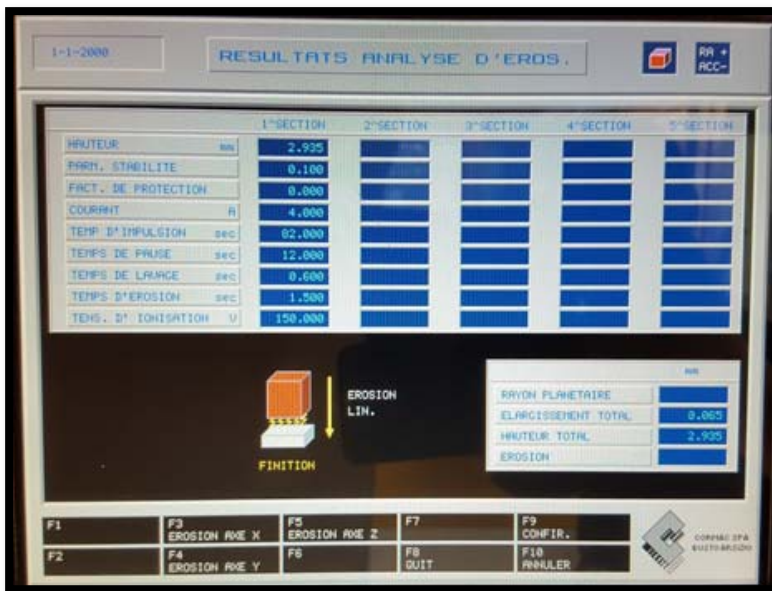 1-1-2000
RESULTATS ANALYSE D'EROS.
RA +
ACC-
1^SECTION 2^SECTION 3^SECTION 4^SECTION 5^SECTION
HAUTEUR mm 2.935
PARM. STABILITE 0.100
FACT. DE PROTECTION 0.000
COURANT A 4.000
TEMP D'IMPULSION sec 82.000
TEMPS DE PAUSE sec 12.000
TEMPS DE LAVAGE sec 0.600
TEMPS D'EROSION sec 1.500
TENS. D' IONISATION V 150.000
EROSION
LIN.
FINITION
mm
RAYON PLANETAIRE
ELARGISSEMENT TOTAL 0.065
HAUTEUR TOTAL 2.935
EROSION
F1
F3
EROSION AXE X
F5
EROSION AXE Z
F7
F9
CONFIR.
F2
F4
EROSION AXE Y
F6
F8
QUIT
F10
ANNULER